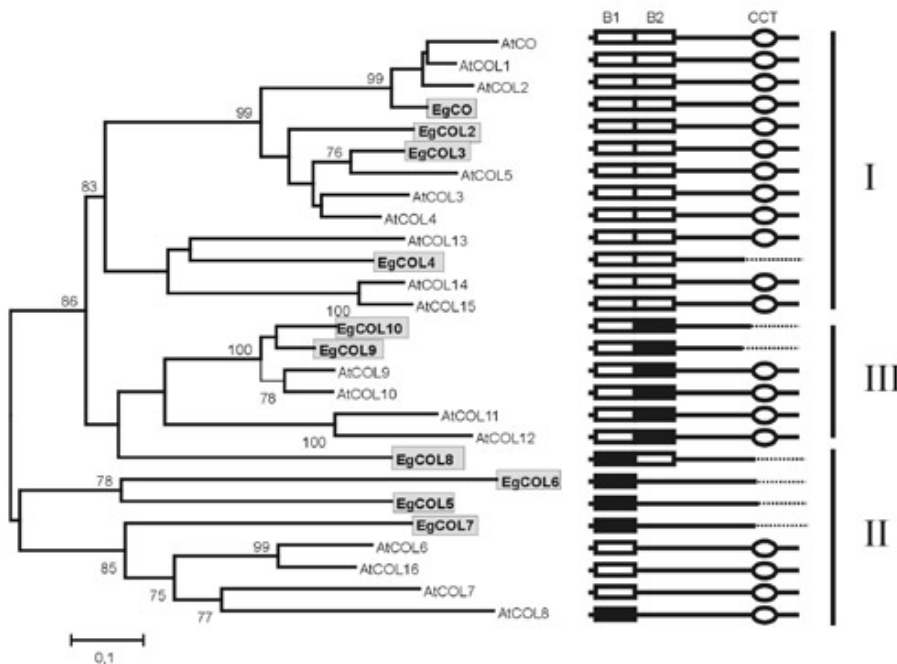 B1 B2 CCT
AtCO
AtCOL1
99
AtCOL2
EgCO
99
EgCOL2
76
EgCOL3
AtCOL5
I
83
AtCOL3
AtCOL4
AtCOL13
EgCOL4
AtCOL14
86
AtCOL15
100
EgCOL10
100
EgCOL9
AtCOL9
78
AtCOL10
III
AtCOL11
100
AtCOL12
EgCOL8
78
EgCOL6
EgCOL5
EgCOL7
II
99
AtCOL6
85
AtCOL16
75
AtCOL7
77
AtCOL8
0,1